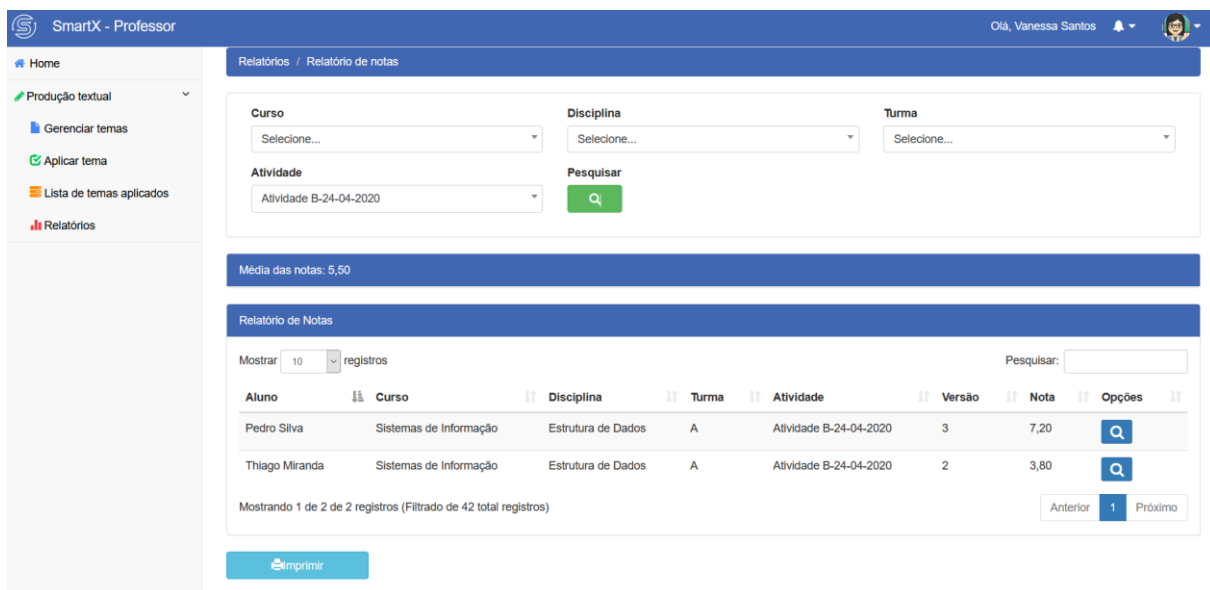 SmartX - Professor
Olá, Vanessa Santos
Home
Produção textual
Gerenciar temas
Aplicar tema
Lista de temas aplicados
Relatórios
Relatórios / Relatório de notas
Curso Disciplina Turma
Selecione... Selecione... Selecione...
Atividade Pesquisar
Atividade B-24-04-2020
Média das notas: 5,50
Relatório de Notas
Mostrar 10 registros Pesquisar:
Aluno Curso Disciplina Turma Atividade Versão Nota Opções
Pedro Silva Sistemas de Informação Estrutura de Dados A Atividade B-24-04-2020 3 7,20
Thiago Miranda Sistemas de Informação Estrutura de Dados A Atividade B-24-04-2020 2 3,80
Mostrando 1 de 2 de 2 registros (Filtrado de 42 total registros) Anterior 1 Próximo
Imprimir